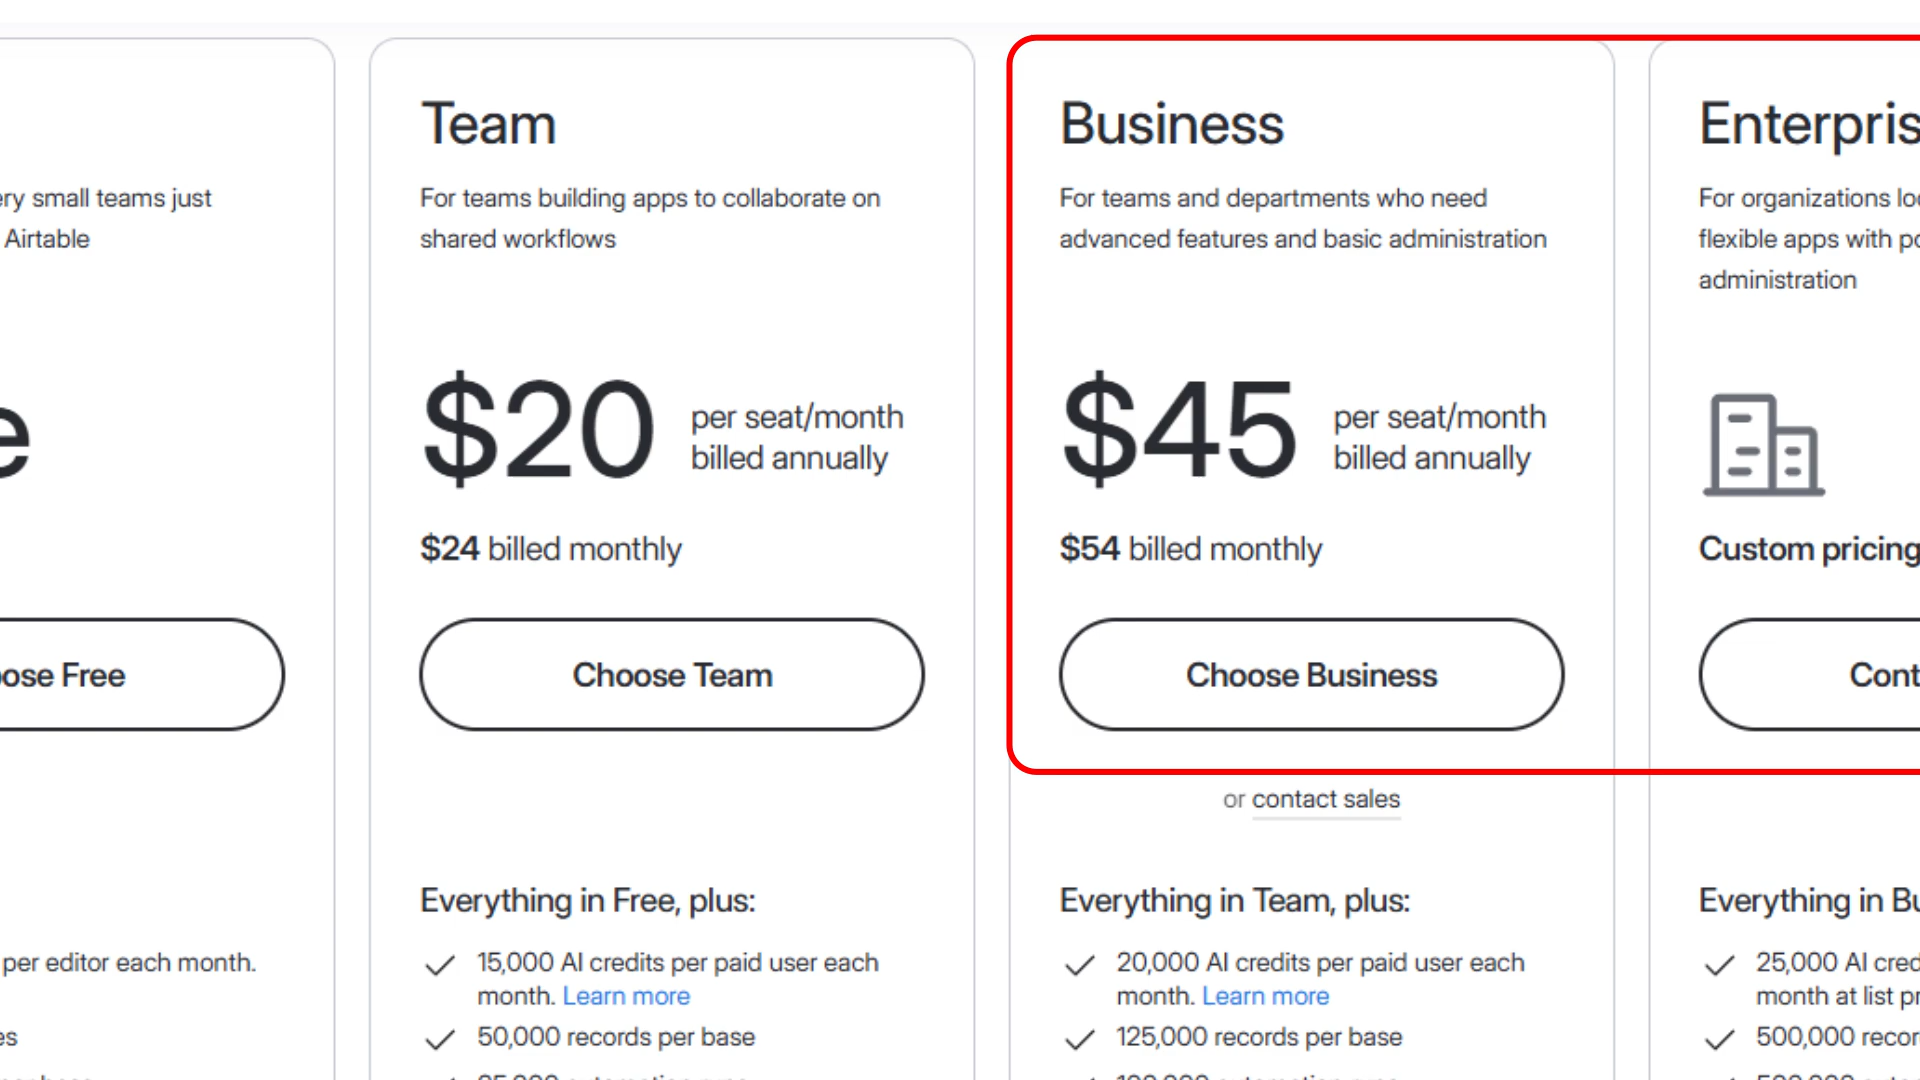 ery small teams just
Airtable
e
ose Free
per editor each month.
es
Team
For teams building apps to collaborate on
shared workflows
$20
per seat/month
billed annually
$24 billed monthly
Choose Team
Everything in Free, plus:
15,000 AI credits per paid user each
month. Learn more
50,000 records per base
Business
For teams and departments who need
advanced features and basic administration
$45
per seat/month
billed annually
$54 billed monthly
Choose Business
or contact sales
Everything in Team, plus:
20,000 AI credits per paid user each
month. Learn more
125,000 records per base
Enterpris
For organizations loo
flexible apps with po
administration
Custom pricing
Cont
Everything in Bu
25,000 AI cred
month at list pr
500,000 recor